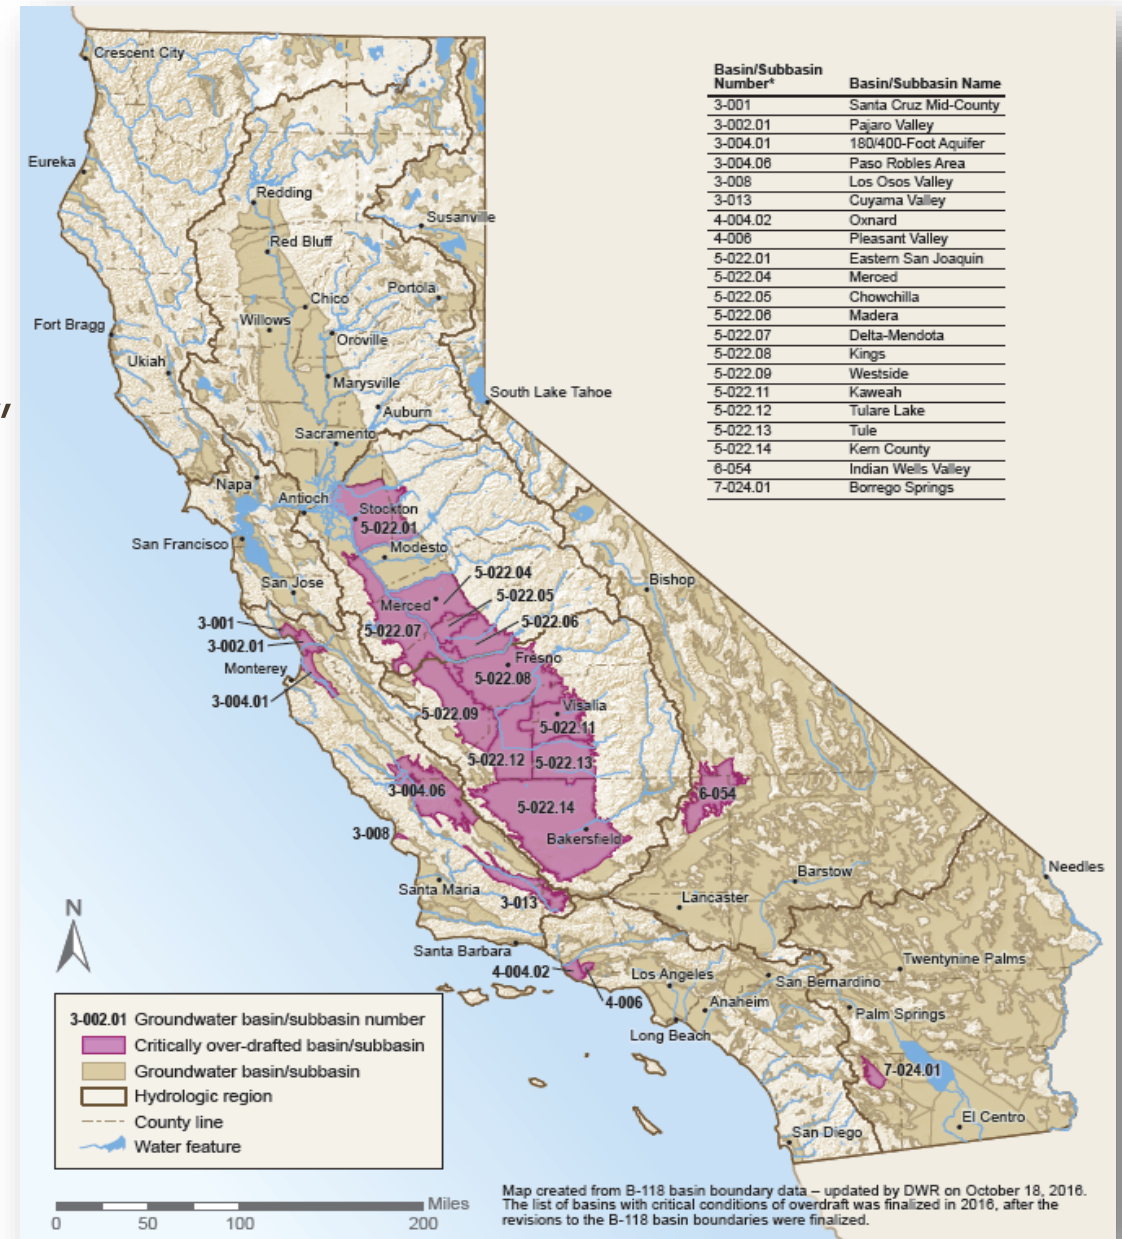 Crescent City
Eureka
Redding
Susanville
Red Bluff
Portola
Chico
Fort Bragg
Willows
Oroville
Ukiah
Marysville
South Lake Tahoe
Auburn
Sacramento
Napa
Antioch
Stockton
5-022.01
San Francisco
Modesto
San Jose
5-022.04
Bishop
5-022.05
Merced
3-001
5-022.06
5-022.07
3-002.01
Fresno
Monterey
5-022.08
3-004.01
Visalia
5-022.09
5-022.11
5-022.12
5-022.13
3-004.06
6-054
5-022.14
3-008
Bakersfield
Barstow
Needles
Santa Maria
Lancaster
3-013
Santa Barbara
4-004.02
Los Angeles
Twentynine Palms
San Bernardino
4-006
Anaheim
Palm Springs
Long Beach
7-024.01
El Centro
San Diego
Basin/Subbasin
Number* Basin/Subbasin Name
3-001 Santa Cruz Mid-County
3-002.01 Pajaro Valley
3-004.01 180/400-Foot Aquifer
3-004.06 Paso Robles Area
3-008 Los Osos Valley
3-013 Cuyama Valley
4-004.02 Oxnard
4-006 Pleasant Valley
5-022.01 Eastern San Joaquin
5-022.04 Merced
5-022.05 Chowchilla
5-022.06 Madera
5-022.07 Delta-Mendota
5-022.08 Kings
5-022.09 Westside
5-022.11 Kaweah
5-022.12 Tulare Lake
5-022.13 Tule
5-022.14 Kern County
6-054 Indian Wells Valley
7-024.01 Borrego Springs
"
N
3-002.01 Groundwater basin/subbasin number
Critically over-drafted basin/subbasin
Groundwater basin/subbasin
Hydrologic region
County line
Water feature
Miles
0 50 100 200
Map created from B-118 basin boundary data – updated by DWR on October 18, 2016.
The list of basins with critical conditions of overdraft was finalized in 2016, after the
revisions to the B-118 basin boundaries were finalized.